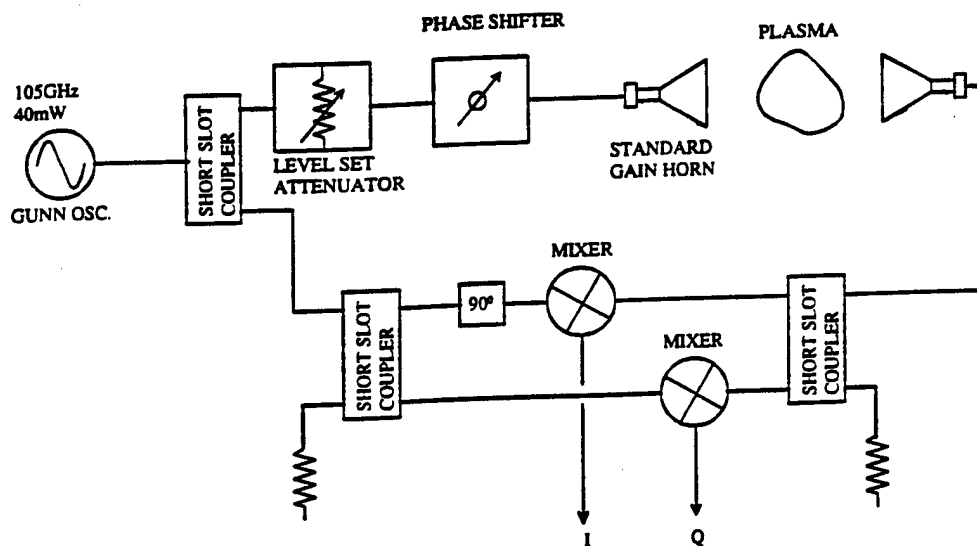 PHASE SHIFTER
PLASMA
105GHz
40mW
SHORT SLOT
COUPLER
LEVEL SET
ATTENUATOR
STANDARD
GAIN HORN
GUNN OSC.
MIXER
SHORT SLOT
COUPLER
90°
MIXER
SHORT SLOT
COUPLER
I
Q